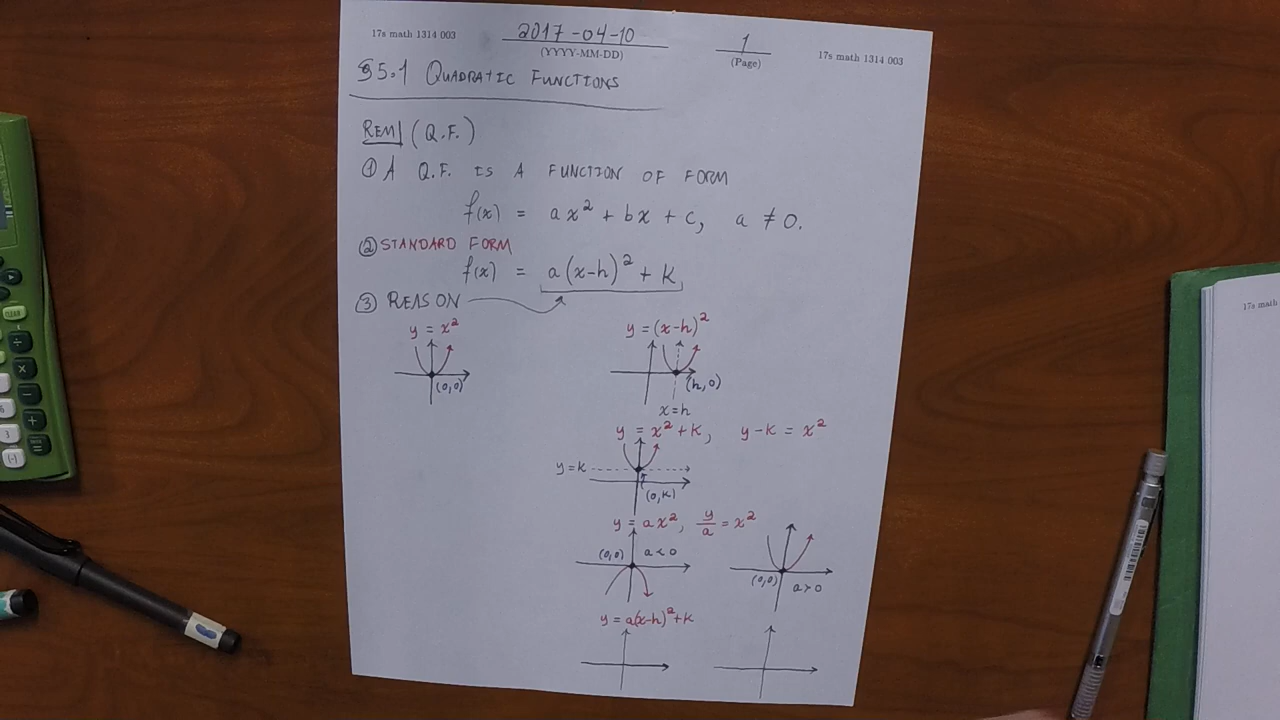 17s math 1314 003 2017-04-10 1 17s math 1314 003
(YYYY-MM-DD) (Page)
§5.1 QUADRATIC FUNCTIONS
REM (Q.F.)
① A Q.F. IS A FUNCTION OF FORM
f(x) = ax² + bx + c, a ≠ 0.
② STANDARD FORM
f(x) = a(x-h)² + k
③ REASON
y = x² y = (x-h)²
(0,0) (h,0)
x=h
y = x² + k, y-k = x²
y=k
(0,k)
y = ax², y/a = x²
(0,0) a<0
(0,0) a>0
y = a(x-h)²+k
17s math
CLEAR
÷
×
−
+
(-)